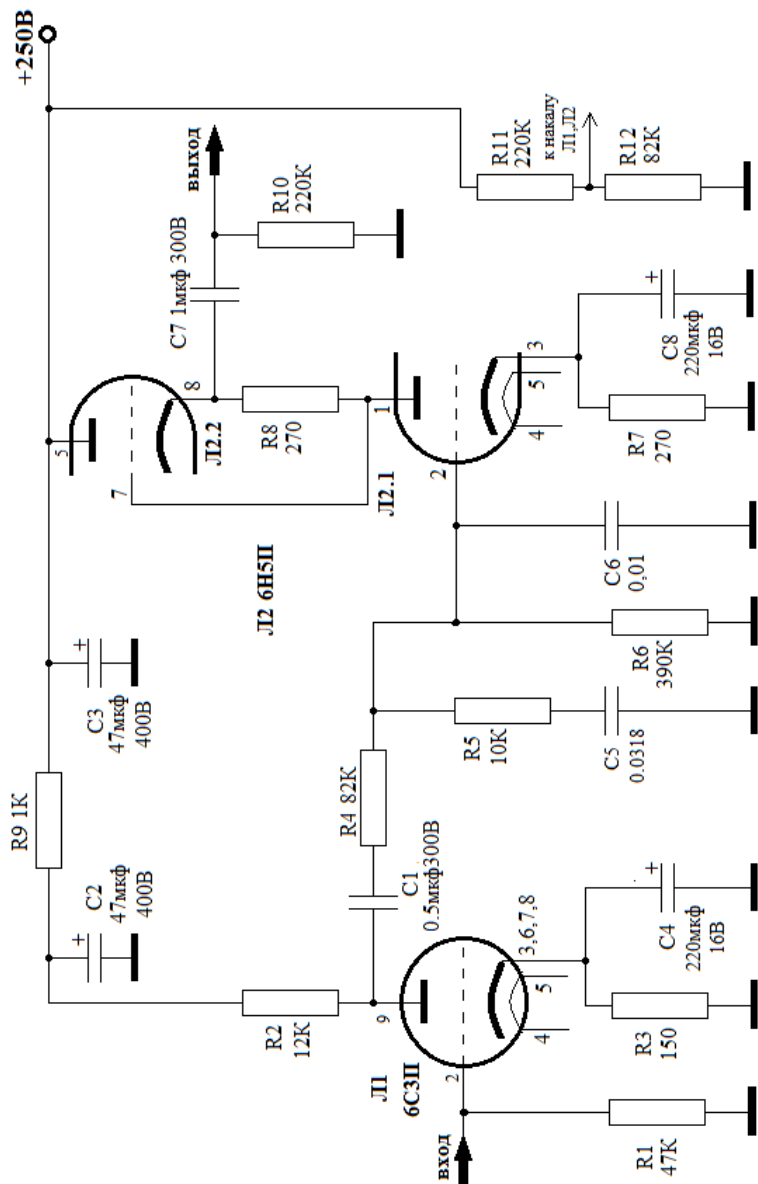 +250В
R9 1К
C2
47мкф
400В
+
C3
47мкф
400В
+
5
7
8
Л2.2
C7 1мкф 300В
выход
R10
220К
R11
220К
к накалу
Л1,Л2
R12
82К
R8
270
Л2 6Н5П
Л2.1
1
2
3
5
4
R2
12К
9
C1
0.5мкф300В
R4 82К
R5
10К
C5
0.0318
R6
390К
C6
0,01
R7
270
+
C8
220мкф
16В
Л1
6С3П
2
3,6,7,8
5
4
вход
R1
47К
R3
150
+
C4
220мкф
16В